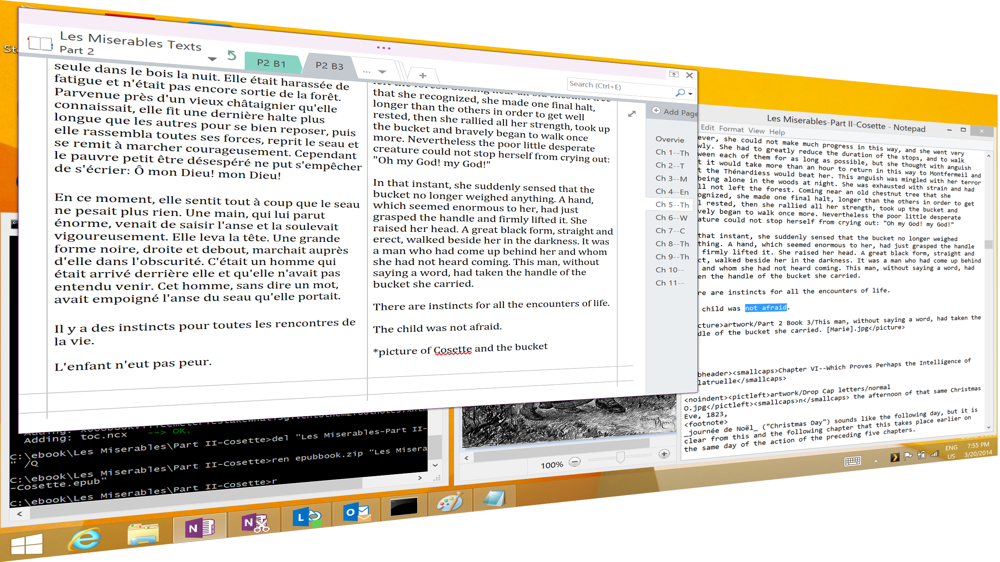 Les Miserables Texts
Part 2
P2 B1
P2 B3
...
Search (Ctrl+E)
seule dans le bois la nuit. Elle était harassée de
fatigue et n'était pas encore sortie de la forêt.
Parvenue près d'un vieux châtaignier qu'elle
connaissait, elle fit une dernière halte plus
longue que les autres pour se bien reposer, puis
elle rassembla toutes ses forces, reprit le seau et
se remit à marcher courageusement. Cependant
le pauvre petit être désespéré ne put s'empêcher
de s'écrier: Ô mon Dieu! mon Dieu!
En ce moment, elle sentit tout à coup que le seau
ne pesait plus rien. Une main, qui lui parut
énorme, venait de saisir l'anse et la soulevait
vigoureusement. Elle leva la tête. Une grande
forme noire, droite et debout, marchait auprès
d'elle dans l'obscurité. C'était un homme qui
était arrivé derrière elle et qu'elle n'avait pas
entendu venir. Cet homme, sans dire un mot,
avait empoigné l'anse du seau qu'elle portait.
Il y a des instincts pour toutes les rencontres de
la vie.
L'enfant n'eut pas peur.
left the forest. Coming near an old chestnut tree
that she recognized, she made one final halt,
longer than the others in order to get well
rested, then she rallied all her strength, took up
the bucket and bravely began to walk once
more. Nevertheless the poor little desperate
creature could not stop herself from crying out:
"Oh my God! my God!"
In that instant, she suddenly sensed that the
bucket no longer weighed anything. A hand,
which seemed enormous to her, had just
grasped the handle and firmly lifted it. She
raised her head. A great black form, straight and
erect, walked beside her in the darkness. It was
a man who had come up behind her and whom
she had not heard coming. This man, without
saying a word, had taken the handle of the
bucket she carried.
There are instincts for all the encounters of life.
The child was not afraid.
*picture of Cosette and the bucket
Add Page
Overvie
Ch 1--Th
Ch 2--T
Ch 3--M
Ch 4--En
Ch 5--Th
Ch 6--W
Ch 7--C
Ch 8--Th
Ch 9--Th
Ch 10--
Ch 11--
Les Miserables-Part II-Cosette - Notepad
Edit Format View Help
ever, she could not make much progress in this way, and she went very
wly. She had to greatly reduce the duration of the stops, and to walk
ween each of them for as long as possible, but she thought with anguish
t it would take more than an hour to return in this way to Montfermeil and
t the Thénardiess would beat her. This anguish was mingled with her terror
being alone in the woods at night. She was exhausted with strain and had
ll not left the forest. Coming near an old chestnut tree that she
ognized, she made one final halt, longer than the others in order to get
l rested, then she rallied all her strength, took up the bucket and
vely began to walk once more. Nevertheless the poor little desperate
ature could not stop herself from crying out: "Oh my God! my God!"
that instant, she suddenly sensed that the bucket no longer weighed
thing. A hand, which seemed enormous to her, had just grasped the handle
firmly lifted it. She raised her head. A great black form, straight and
ct, walked beside her in the darkness. It was a man who had come up behind
and whom she had not heard coming. This man, without saying a word, had
en the handle of the bucket she carried.
re are instincts for all the encounters of life.
child was not afraid.
cture>artwork/Part 2 Book 3/This man, without saying a word, had taken the
dle of the bucket she carried. [Marie].jpg</picture>
bheader><smallcaps>Chapter VI--Which Proves Perhaps the Intelligence of
latruelle</smallcaps>
<noindent><pictleft>artwork/Drop Cap letters/normal
O.jpg</pictleft><smallcaps>n</smallcaps> the afternoon of that same Christmas
Eve, 1823,
<footnote>
_journée de Noël_ ("Christmas Day") sounds like the following day, but it is
clear from this and the following chapter that this takes place earlier on
the same day of the action of the preceding five chapters.
Adding: toc.ncx --> OK.
C:\ebook\Les Miserables\Part II-Cosette>del "Les Miserables-Part II-
" /Q
C:\ebook\Les Miserables\Part II-Cosette>ren epubbook.zip "Les Misera
-Cosette.epub"
C:\ebook\Les Miserables\Part II-Cosette>r
100%
ENG
US
7:55 PM
3/20/2014